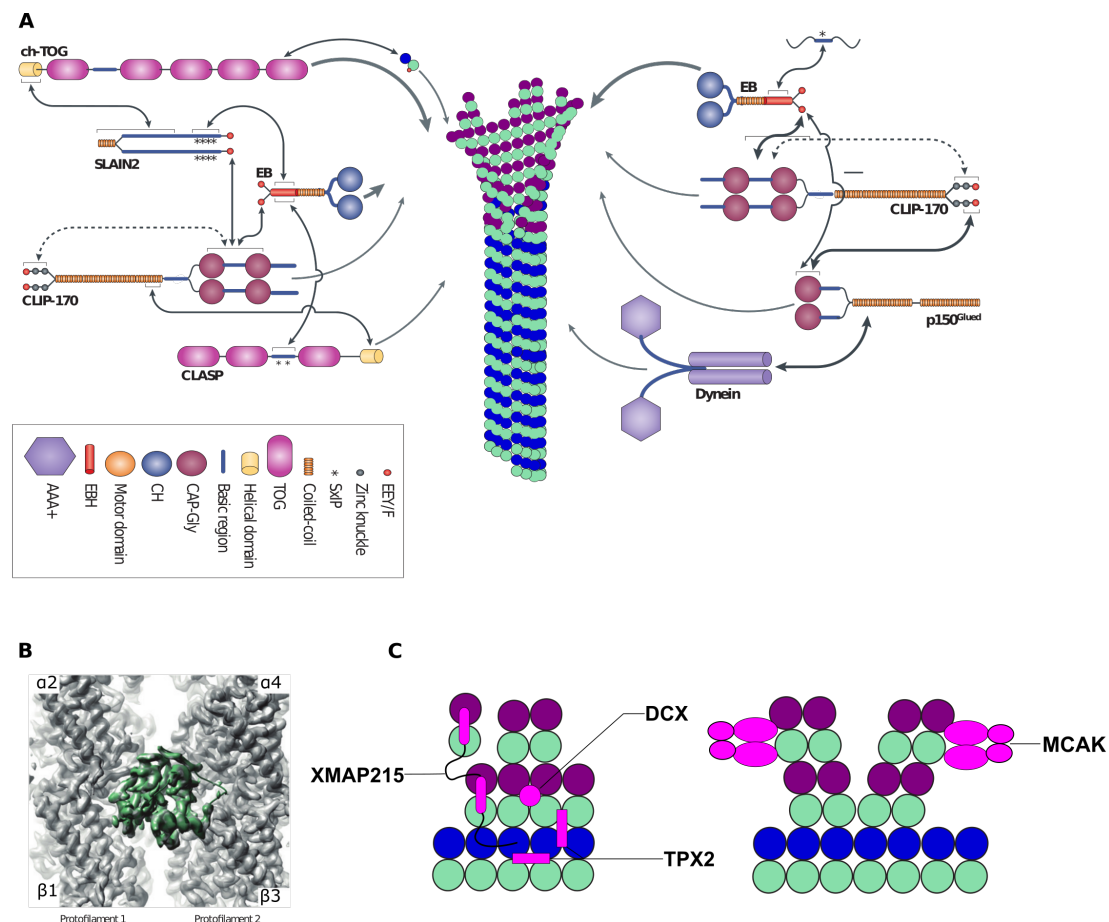 A
ch-TOG
SLAIN2
****
****
EB
CLIP-170
CLASP
* *
*
EB
CLIP-170
p150Glued
Dynein
AAA+
EBH
Motor domain
CH
CAP-Gly
Basic region
Helical domain
TOG
Coiled-coil
* SxIP
Zinc knuckle
EEY/F
B
α2
α4
β1
β3
Protofilament 1
Protofilament 2
C
DCX
XMAP215
TPX2
MCAK